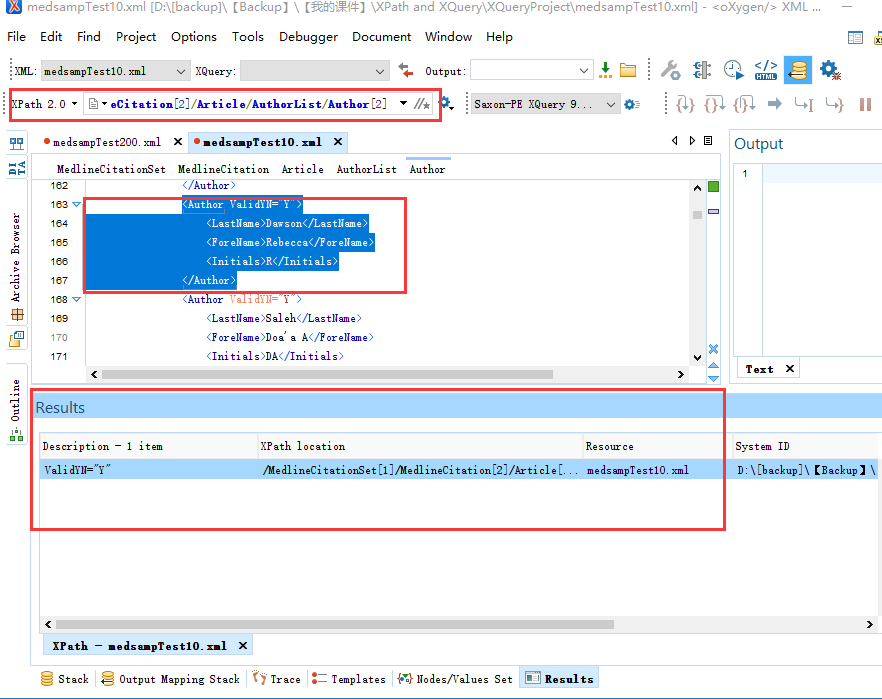 medsampTest10.xml [D:\[backup]\【Backup】\【我的课件】\XPath and XQuery\XQueryProject\medsampTest10.xml] - <oXygen/> XML ...
File Edit Find Project Options Tools Debugger Document Window Help
XML: medsampTest10.xml XQuery: Output:
XPath 2.0 eCitation[2]/Article/AuthorList/Author[2] Saxon-PE XQuery 9...
medsampTest200.xml medsampTest10.xml
MedlineCitationSet MedlineCitation Article AuthorList Author
162 </Author>
163 <Author ValidYN="Y">
164 <LastName>Dawson</LastName>
165 <ForeName>Rebecca</ForeName>
166 <Initials>R</Initials>
167 </Author>
168 <Author ValidYN="Y">
169 <LastName>Saleh</LastName>
170 <ForeName>Doa'a A</ForeName>
171 <Initials>DA</Initials>
Output
1
Text
DITA
Archive Browser
Outline
Results
Description - 1 item XPath location Resource System ID
ValidYN="Y" /MedlineCitationSet[1]/MedlineCitation[2]/Article[... medsampTest10.xml D:\[backup]\【Backup】\
XPath - medsampTest10.xml
Stack Output Mapping Stack Trace Templates Nodes/Values Set Results